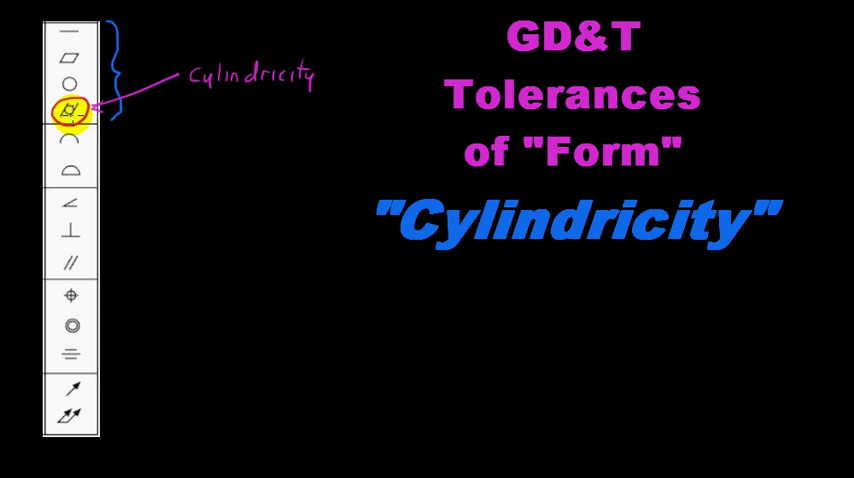 Cylindricity
GD&T
Tolerances
of "Form"
"Cylindricity"